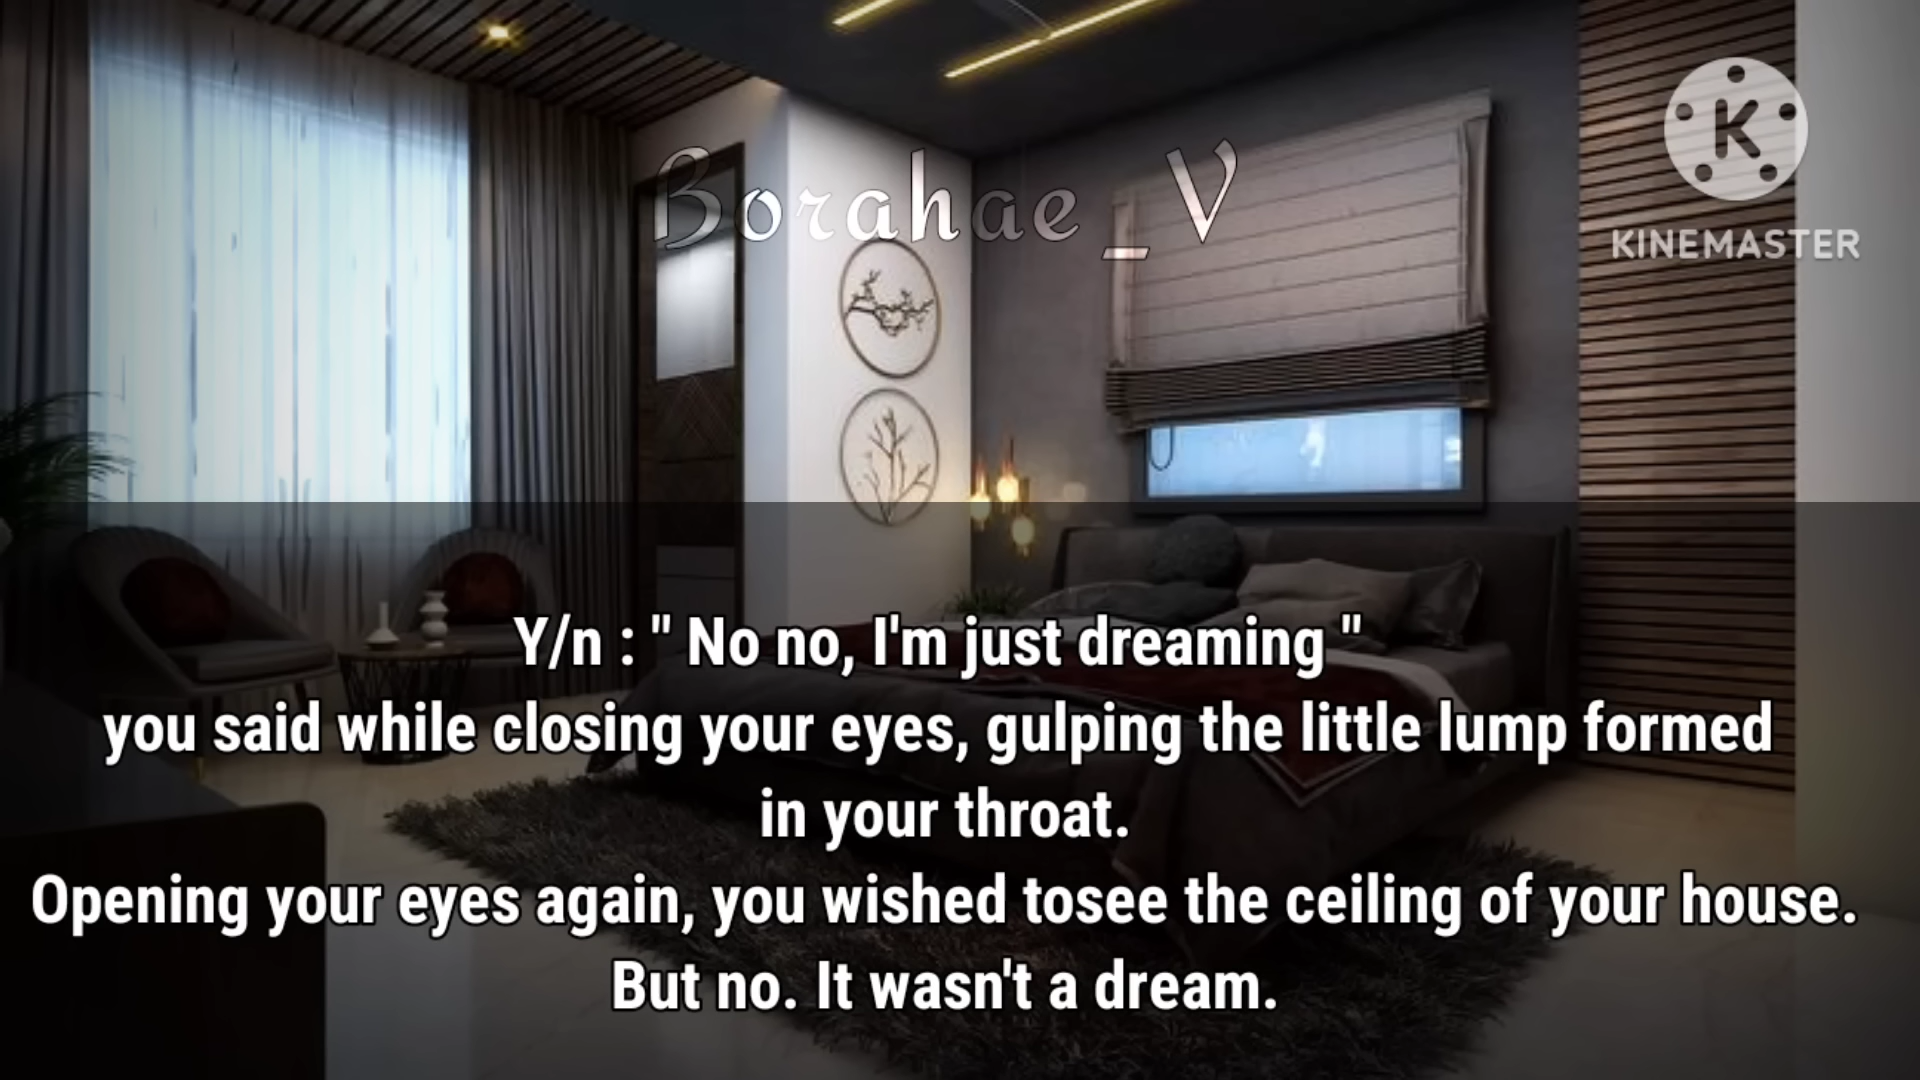 Borahae_V
K
KINEMASTER
Y/n : " No no, I'm just dreaming "
you said while closing your eyes, gulping the little lump formed
in your throat.
Opening your eyes again, you wished tosee the ceiling of your house.
But no. It wasn't a dream.